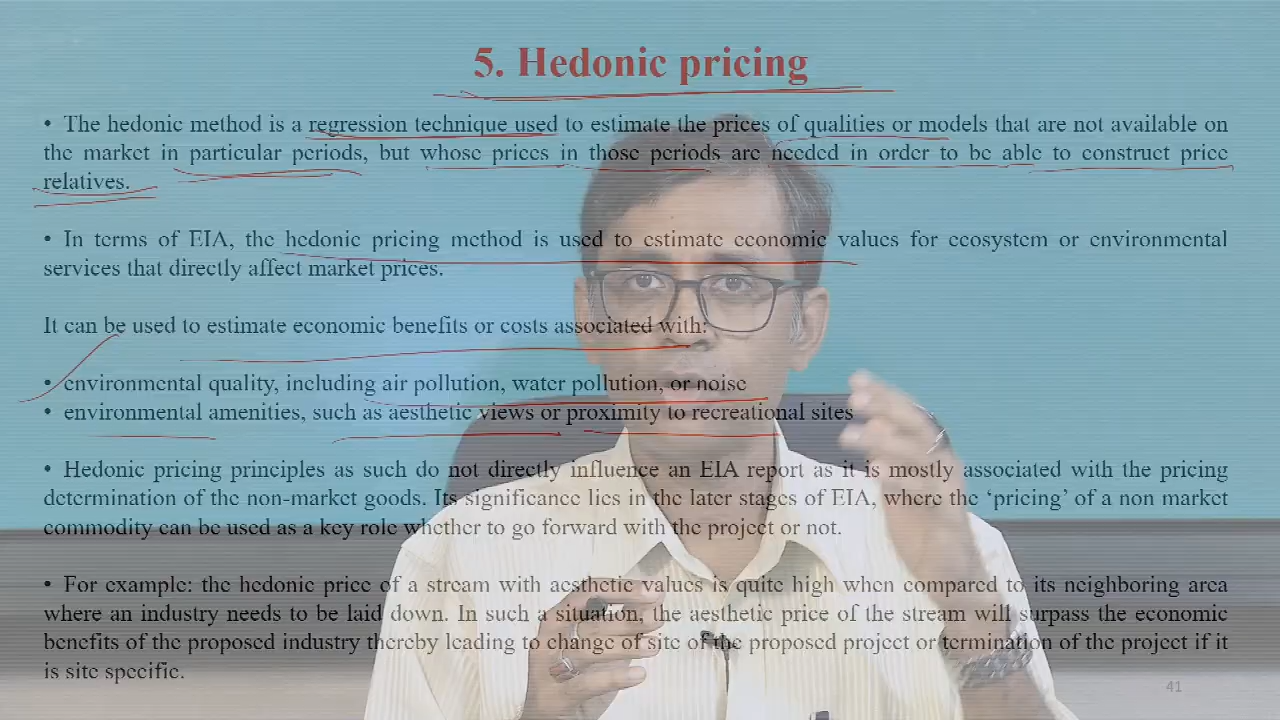 5. Hedonic pricing
• The hedonic method is a regression technique used to estimate the prices of qualities or models that are not available on
the market in particular periods, but whose prices in those periods are needed in order to be able to construct price
relatives.
• In terms of EIA, the hedonic pricing method is used to estimate economic values for ecosystem or environmental
services that directly affect market prices.
It can be used to estimate economic benefits or costs associated with:
• environmental quality, including air pollution, water pollution, or noise
• environmental amenities, such as aesthetic views or proximity to recreational sites
• Hedonic pricing principles as such do not directly influence an EIA report as it is mostly associated with the pricing
determination of the non-market goods. Its significance lies in the later stages of EIA, where the ‘pricing’ of a non market
commodity can be used as a key role whether to go forward with the project or not.
• For example: the hedonic price of a stream with aesthetic values is quite high when compared to its neighboring area
where an industry needs to be laid down. In such a situation, the aesthetic price of the stream will surpass the economic
benefits of the proposed industry thereby leading to change of site of the proposed project or termination of the project if it
is site specific.
41